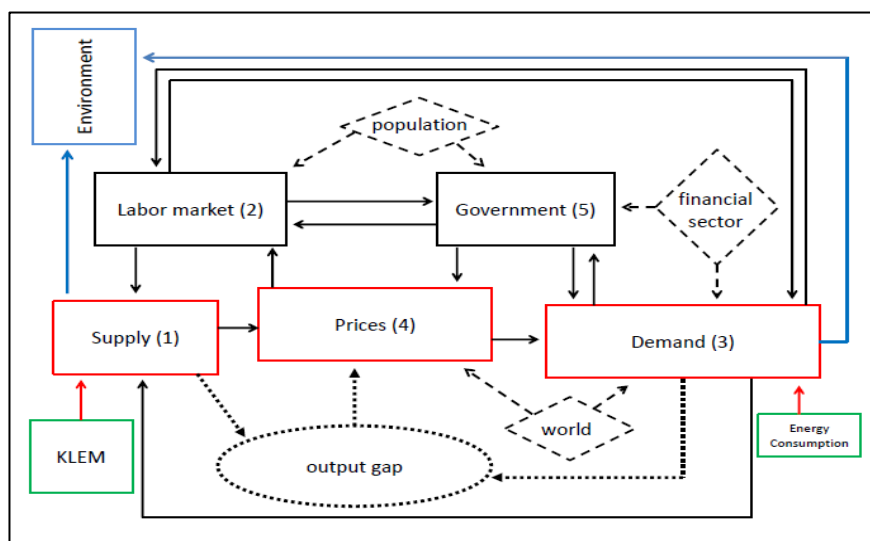 Environment
population
Labor market (2)
Government (5)
financial
sector
Supply (1)
Prices (4)
Demand (3)
KLEM
output gap
world
Energy
Consumption